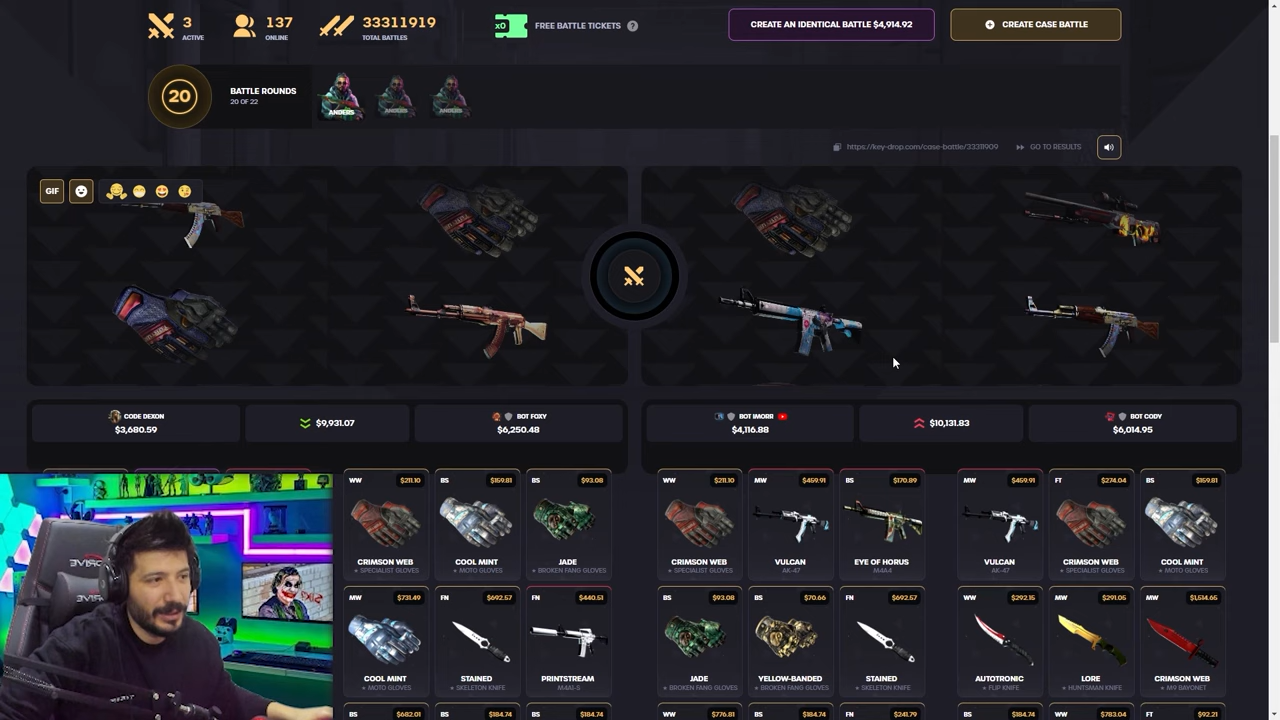 3
ACTIVE
137
ONLINE
33311919
TOTAL BATTLES
x0
FREE BATTLE TICKETS ?
CREATE AN IDENTICAL BATTLE $4,914.92
CREATE CASE BATTLE
20
BATTLE ROUNDS
20 OF 22
ANDERS
ANDERS
ANDERS
https://key-drop.com/case-battle/33311909
GO TO RESULTS
GIF
CODE DEXON
$3,680.59
$9,931.07
BOT FOXY
$6,250.48
BOT IMORR
$4,116.88
$10,131.83
BOT CODY
$6,014.95
WW $211.10
CRIMSON WEB
★ SPECIALIST GLOVES
BS $159.81
COOL MINT
★ MOTO GLOVES
BS $93.08
JADE
★ BROKEN FANG GLOVES
WW $211.10
CRIMSON WEB
★ SPECIALIST GLOVES
MW $459.91
VULCAN
AK-47
BS $170.89
EYE OF HORUS
M4A4
MW $459.91
VULCAN
AK-47
FT $274.04
CRIMSON WEB
★ SPECIALIST GLOVES
BS $159.81
COOL MINT
★ MOTO GLOVES
MW $731.49
COOL MINT
★ MOTO GLOVES
FN $692.57
STAINED
★ SKELETON KNIFE
FN $440.51
PRINTSTREAM
M4A1-S
BS $93.08
JADE
★ BROKEN FANG GLOVES
BS $70.66
YELLOW-BANDED
★ BROKEN FANG GLOVES
FN $692.57
STAINED
★ SKELETON KNIFE
WW $292.15
AUTOTRONIC
★ FLIP KNIFE
MW $291.05
LORE
★ HUNTSMAN KNIFE
MW $1,514.65
CRIMSON WEB
★ M9 BAYONET
BS $682.01
BS $184.74
BS $184.74
WW $776.81
BS $184.74
FN $241.79
BS $184.74
WW $783.04
FT $92.21